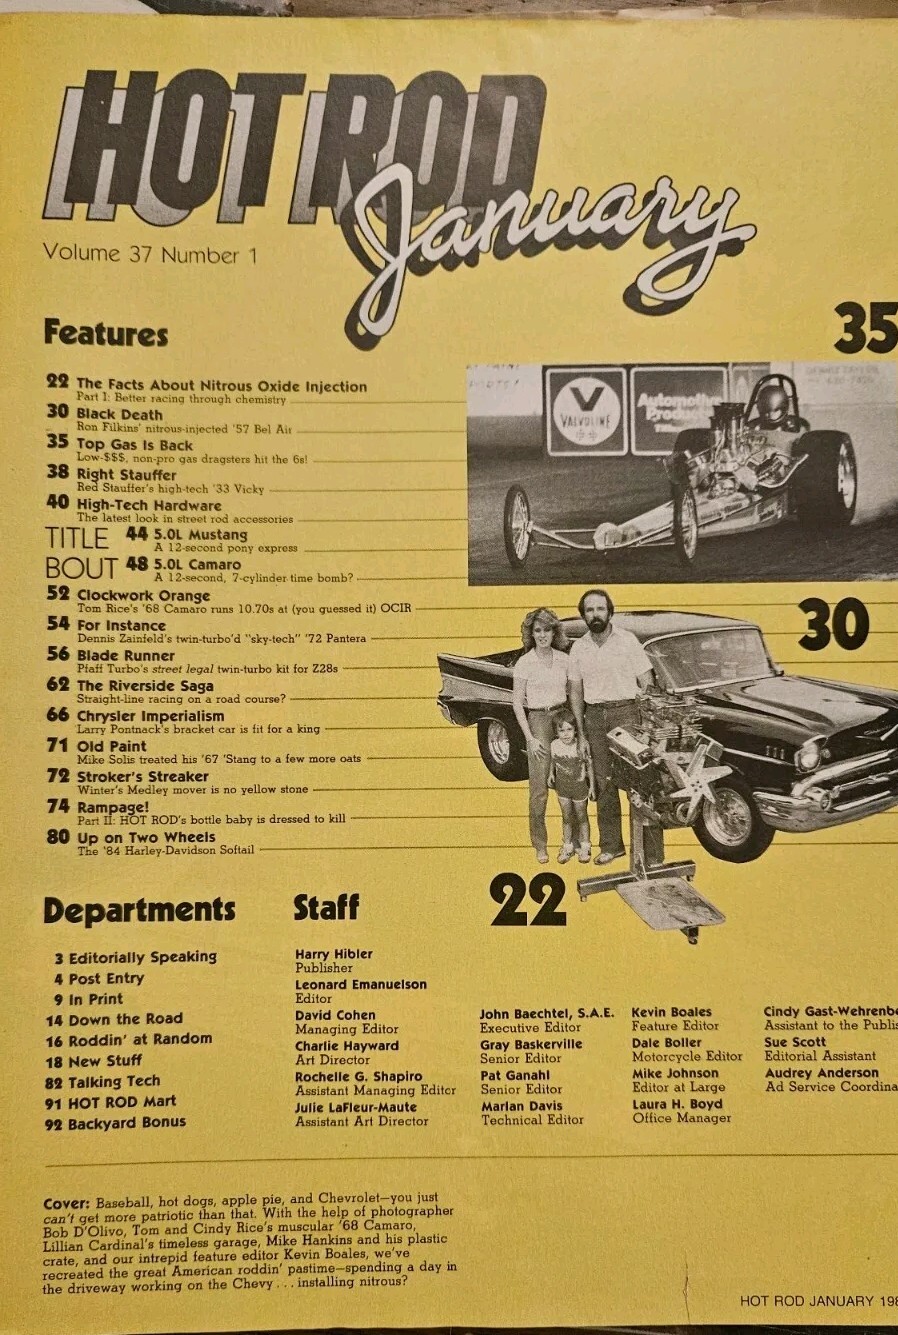 HOT ROD
January
Volume 37 Number 1
Features
22 The Facts About Nitrous Oxide Injection
Part I: Better racing through chemistry
30 Black Death
Ron Filkins' nitrous-injected '57 Bel Air
35 Top Gas Is Back
Low-$$$, non-pro gas dragsters hit the 6s!
38 Right Stauffer
Red Stauffer's high-tech '33 Vicky
40 High-Tech Hardware
The latest look in street rod accessories
TITLE 44 5.0L Mustang
A 12-second pony express
BOUT 48 5.0L Camaro
A 12-second, 7-cylinder time bomb?
52 Clockwork Orange
Tom Rice's '68 Camaro runs 10.70s at (you guessed it) OCIR
54 For Instance
Dennis Zainfeld's twin-turbo'd "sky-tech" '72 Pantera
56 Blade Runner
Pfaff Turbo's street legal twin-turbo kit for Z28s
62 The Riverside Saga
Straight-line racing on a road course?
66 Chrysler Imperialism
Larry Pontnack's bracket car is fit for a king
71 Old Paint
Mike Solis treated his '67 'Stang to a few more oats
72 Stroker's Streaker
Winter's Medley mover is no yellow stone
74 Rampage!
Part II: HOT ROD's bottle baby is dressed to kill
80 Up on Two Wheels
The '84 Harley-Davidson Softail
35
VALVOLINE
Automotive
Products
30
22
Departments
3 Editorially Speaking
4 Post Entry
9 In Print
14 Down the Road
16 Roddin' at Random
18 New Stuff
82 Talking Tech
91 HOT ROD Mart
92 Backyard Bonus
Staff
Harry Hibler
Publisher
Leonard Emanuelson
Editor
David Cohen
Managing Editor
Charlie Hayward
Art Director
Rochelle G. Shapiro
Assistant Managing Editor
Julie LaFleur-Maute
Assistant Art Director
John Baechtel, S.A.E.
Executive Editor
Gray Baskerville
Senior Editor
Pat Ganahl
Senior Editor
Marlan Davis
Technical Editor
Kevin Boales
Feature Editor
Dale Boller
Motorcycle Editor
Mike Johnson
Editor at Large
Laura H. Boyd
Office Manager
Cindy Gast-Wehrenbe
Assistant to the Publis
Sue Scott
Editorial Assistant
Audrey Anderson
Ad Service Coordina
Cover: Baseball, hot dogs, apple pie, and Chevrolet—you just
can't get more patriotic than that. With the help of photographer
Bob D'Olivo, Tom and Cindy Rice's muscular '68 Camaro,
Lillian Cardinal's timeless garage, Mike Hankins and his plastic
crate, and our intrepid feature editor Kevin Boales, we've
recreated the great American roddin' pastime—spending a day in
the driveway working on the Chevy . . . installing nitrous?
HOT ROD JANUARY 198